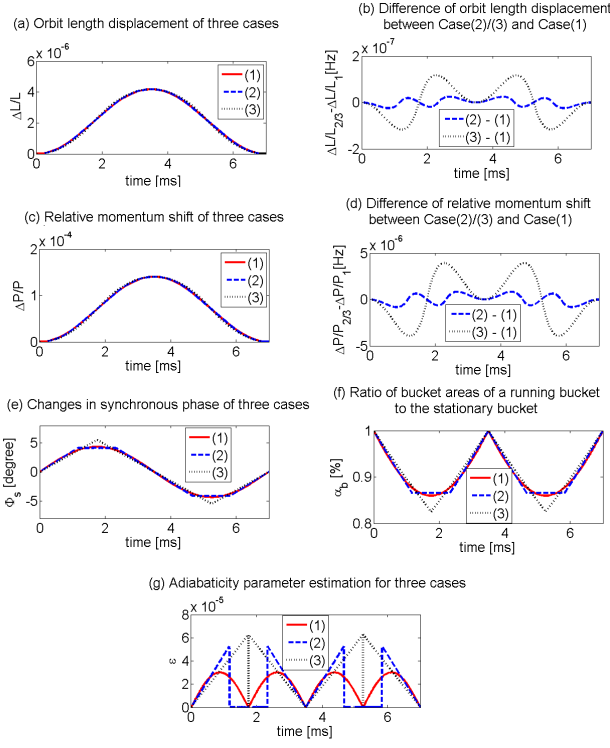 (a) Orbit length displacement of three cases
x 10^-6
6
4
2
0
ΔL/L
0 2 4 6
time [ms]
(1)
(2)
(3)
(b) Difference of orbit length displacement
between Case(2)/(3) and Case(1)
x 10^-7
2
0
-2
ΔL/L_2/3-ΔL/L_1[Hz]
0 2 4 6
time [ms]
(2) - (1)
(3) - (1)
(c) Relative momentum shift of three cases
x 10^-4
2
1
0
ΔP/P
0 2 4 6
time [ms]
(1)
(2)
(3)
(d) Difference of relative momentum shift
between Case(2)/(3) and Case(1)
x 10^-6
5
0
-5
ΔP/P_2/3-ΔP/P_1[Hz]
0 2 4 6
time [ms]
(2) - (1)
(3) - (1)
(e) Changes in synchronous phase of three cases
5
0
-5
Φ_s [degree]
0 2 4 6
time [ms]
(1)
(2)
(3)
(f) Ratio of bucket areas of a running bucket
to the stationary bucket
1
0.9
0.8
α_b [%]
0 2 4 6
time [ms]
(1)
(2)
(3)
(g) Adiabaticity parameter estimation for three cases
x 10^-5
8
6
4
2
0
ε
0 2 4 6
time [ms]
(1)
(2)
(3)